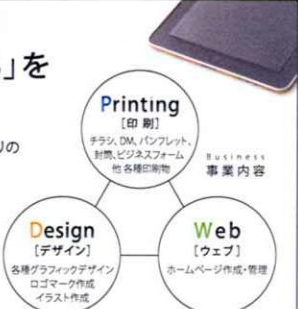 」を
の
Printing
[印 刷]
チラシ、DM、パンフレット、
封筒、ビジネスフォーム
他 各種印刷物
Business
事業内容
Design
[デザイン]
各種グラフィックデザイン
ロゴマーク作成
イラスト作成
Web
[ウェブ]
ホームページ作成・管理